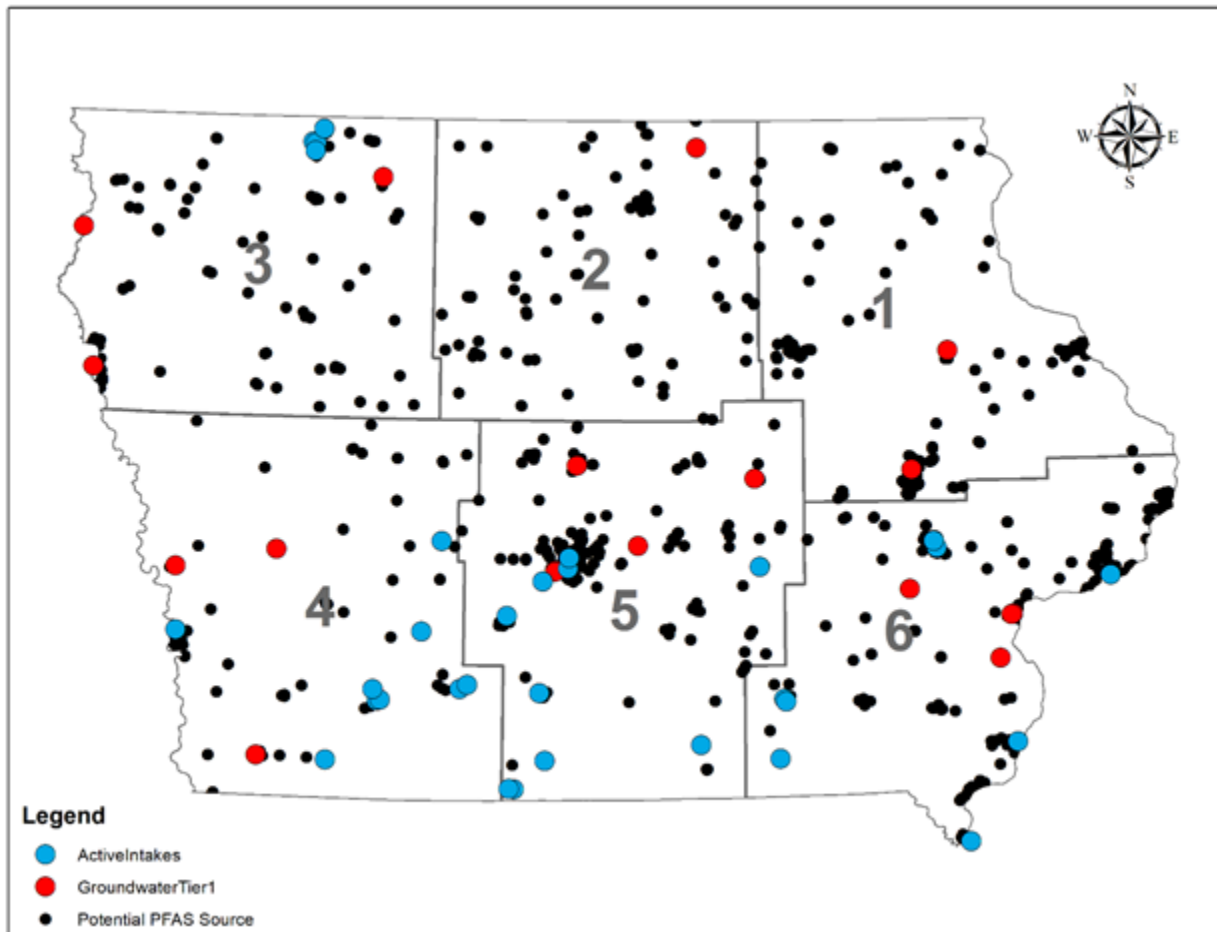 N
W E
S
3
2
1
4
5
6
Legend
ActiveIntakes
GroundwaterTier1
Potential PFAS Source